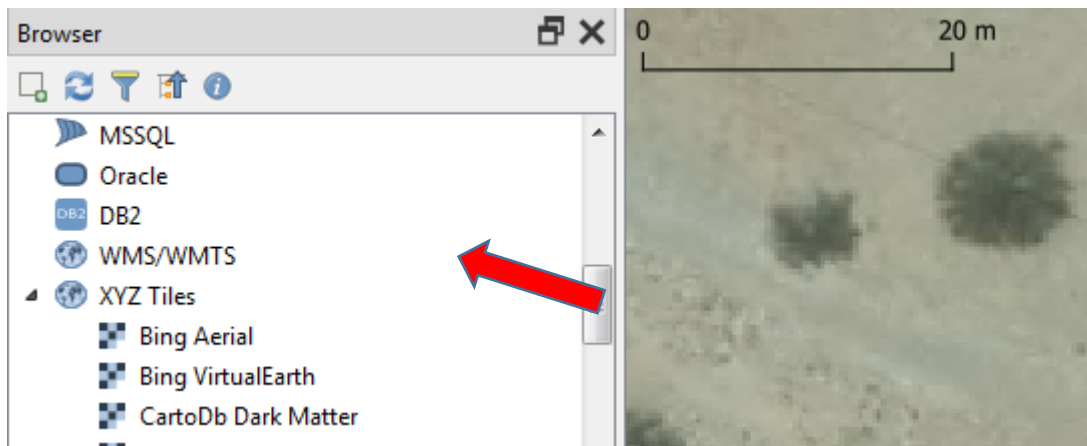 Browser
MSSQL
Oracle
DB2 DB2
WMS/WMTS
XYZ Tiles
Bing Aerial
Bing VirtualEarth
CartoDb Dark Matter
0 20 m